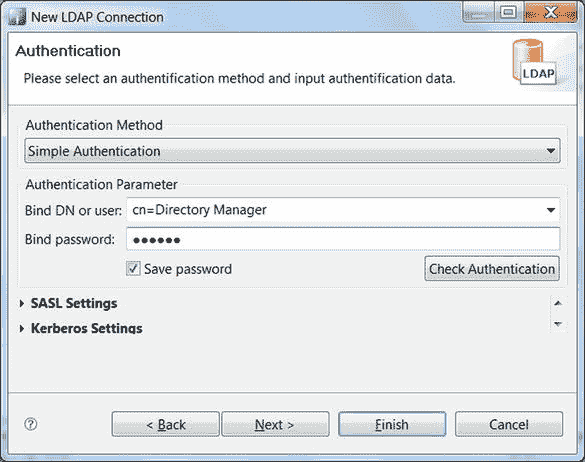 New LDAP Connection
Authentication
Please select an authentification method and input authentification data.
LDAP
Authentication Method
Simple Authentication
Authentication Parameter
Bind DN or user: cn=Directory Manager
Bind password: ●●●●●●
Save password Check Authentication
SASL Settings
Kerberos Settings
? < Back Next > Finish Cancel